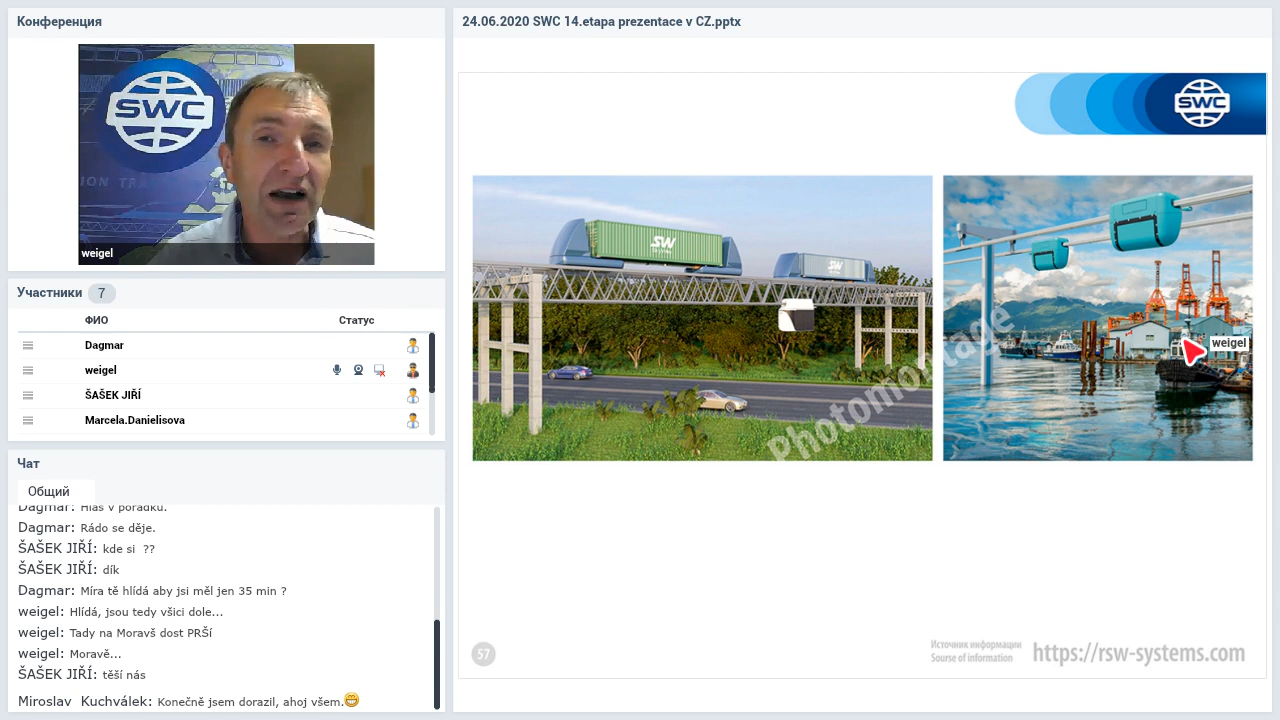 Конференция
SWC
weigel
Участники 7
ФИО Статус
Dagmar
weigel
ŠAŠEK JIŘÍ
Marcela.Danielisova
Чат
Общий
Dagmar: Hlas v pořádku.
Dagmar: Rádo se děje.
ŠAŠEK JIŘÍ: kde si ??
ŠAŠEK JIŘÍ: dík
Dagmar: Míra tě hlídá aby jsi měl jen 35 min ?
weigel: Hlídá, jsou tedy všici dole...
weigel: Tady na Moravš dost PRŠí
weigel: Moravě...
ŠAŠEK JIŘÍ: těší nás
Miroslav Kuchválek: Konečně jsem dorazil, ahoj všem.
24.06.2020 SWC 14.etapa prezentace v CZ.pptx
SWC
SW
SW
Photomontage
weigel
57
Источник информации
Sourse of information
https://rsw-systems.com